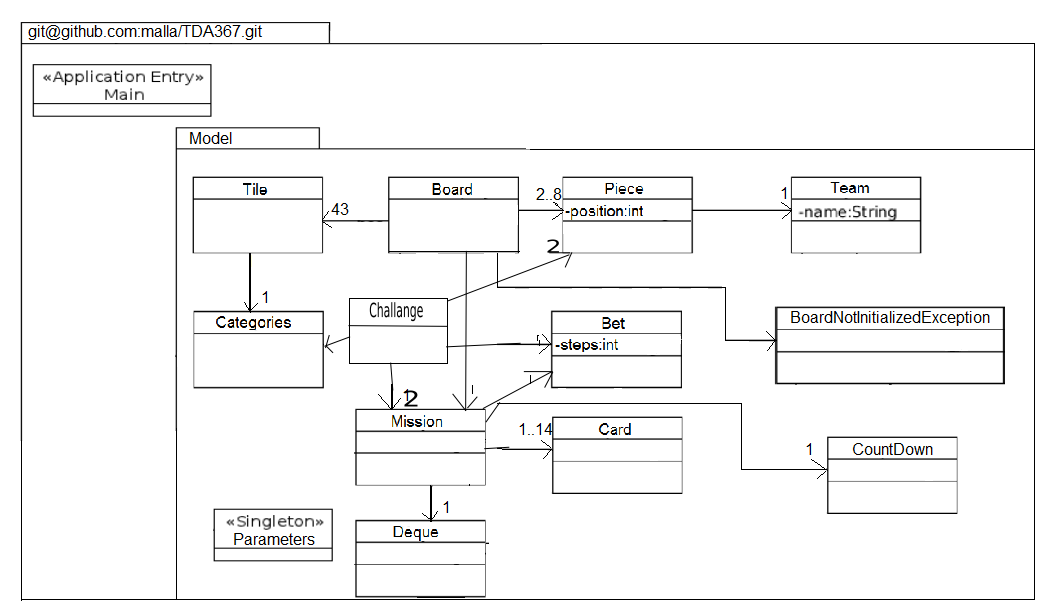 git@github.com:malla/TDA367.git
«Application Entry»
Main
Model
Tile
Board
Piece
Team
43
2..8
-position:int
1
-name:String
2
1
Challange
Categories
Bet
BoardNotInitializedException
1
-steps:int
1
1
2
1
1
Mission
1..14
Card
1
CountDown
1
«Singleton»
Parameters
Deque